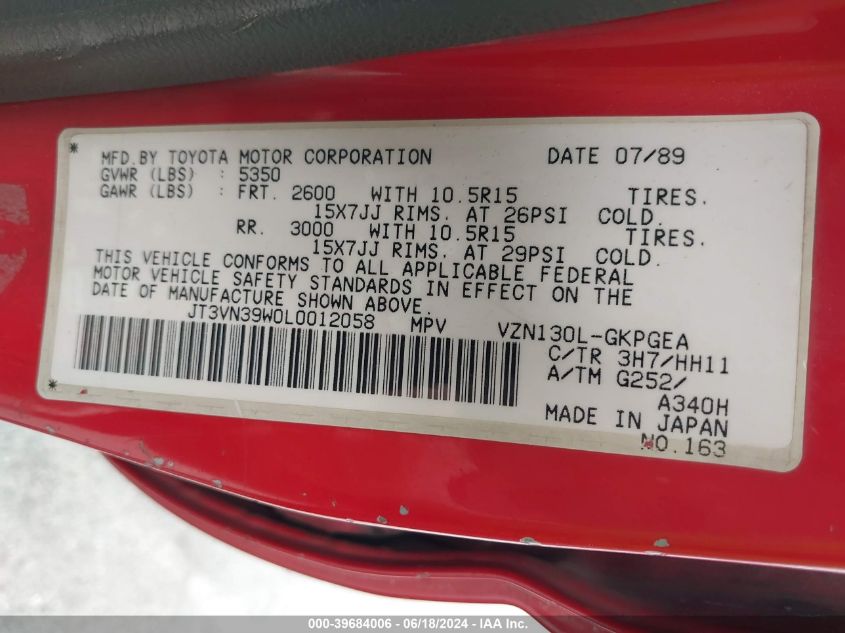 MFD.BY TOYOTA MOTOR CORPORATION DATE 07/89
GVWR (LBS) : 5350
GAWR (LBS) : FRT. 2600 WITH 10.5R15 TIRES.
15X7JJ RIMS. AT 26PSI COLD.
RR. 3000 WITH 10.5R15 TIRES.
15X7JJ RIMS. AT 29PSI COLD.
THIS VEHICLE CONFORMS TO ALL APPLICABLE FEDERAL
MOTOR VEHICLE SAFETY STANDARDS IN EFFECT ON THE
DATE OF MANUFACTURE SHOWN ABOVE.
JT3VN39W0L0012058 MPV VZN130L-GKPGEA
C/TR 3H7/HH11
A/TM G252/
A340H
MADE IN JAPAN
NO.163
000-39684006 - 06/18/2024 - IAA Inc.